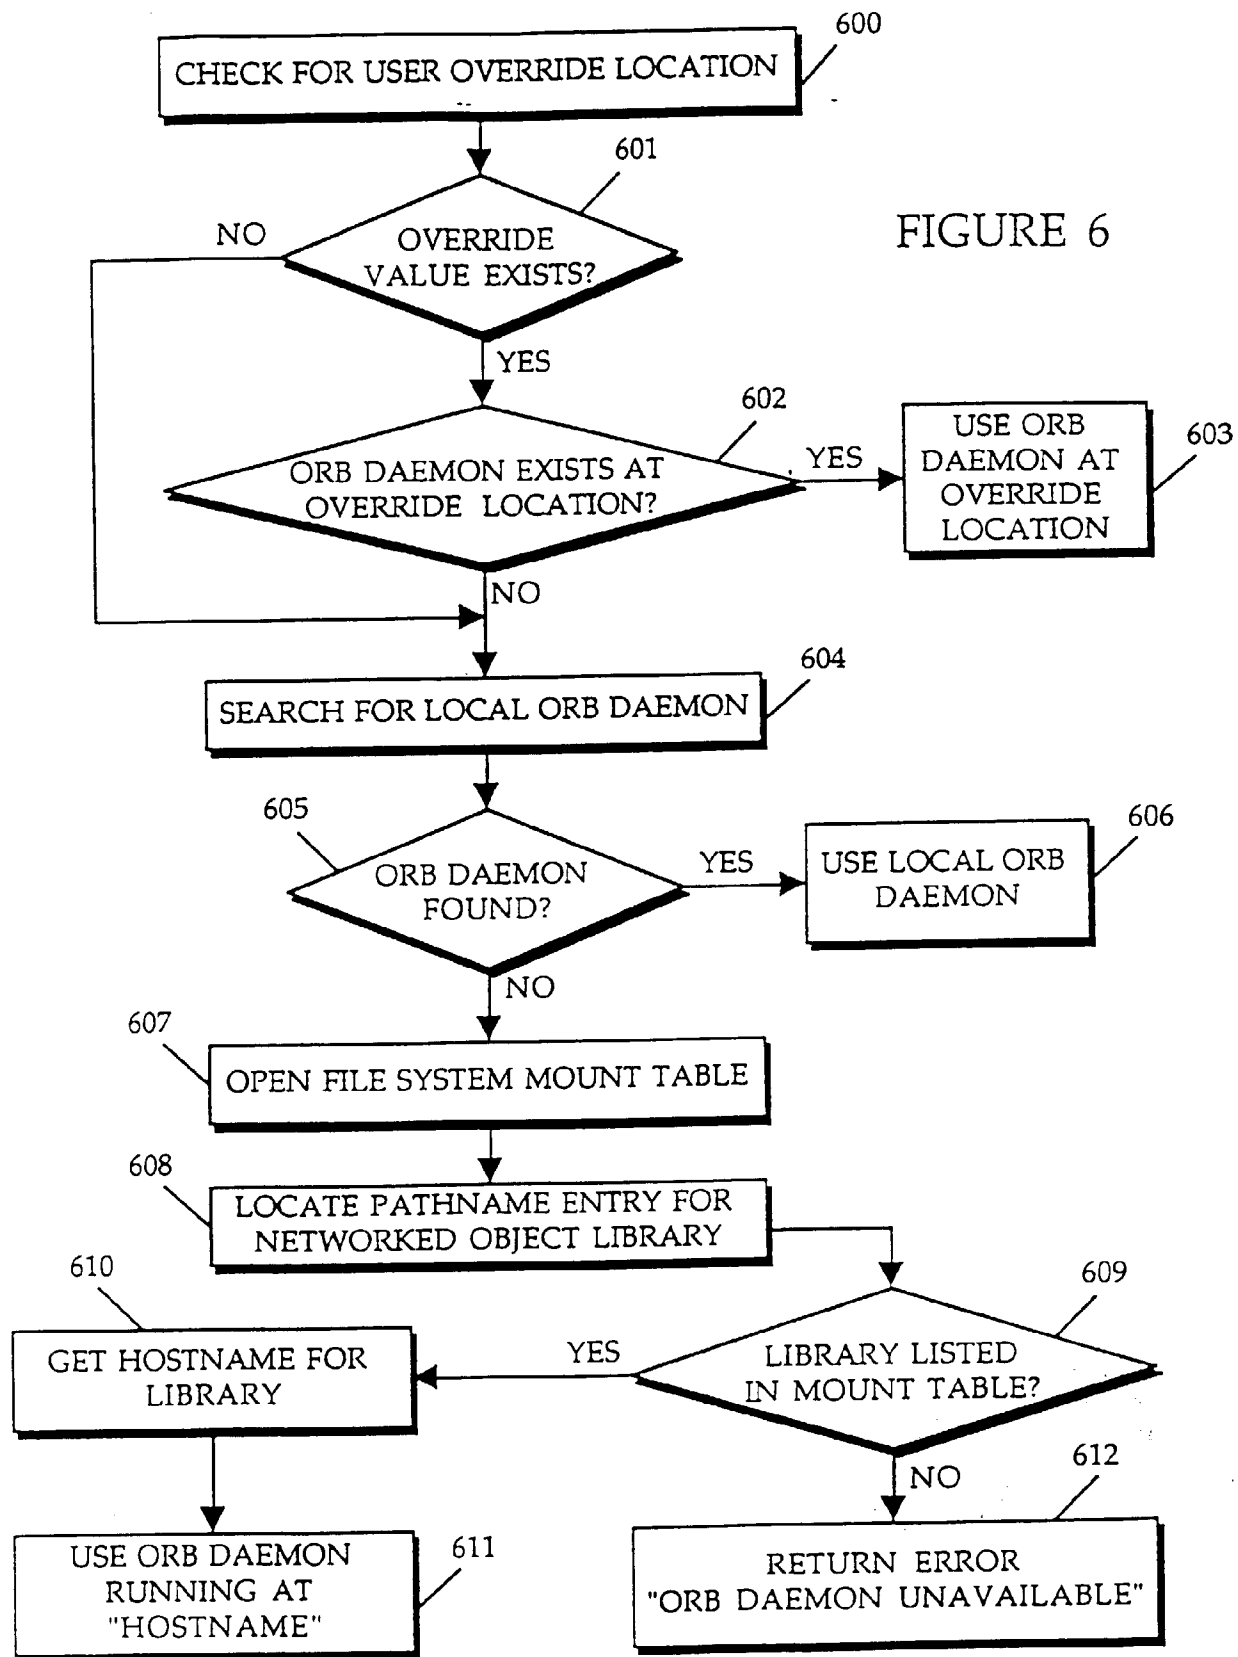 600
CHECK FOR USER OVERRIDE LOCATION
601
FIGURE 6
NO
OVERRIDE
VALUE EXISTS?
YES
602
ORB DAEMON EXISTS AT
OVERRIDE LOCATION?
YES
USE ORB
DAEMON AT
OVERRIDE
LOCATION
603
NO
604
SEARCH FOR LOCAL ORB DAEMON
605
ORB DAEMON
FOUND?
YES
USE LOCAL ORB
DAEMON
606
NO
607
OPEN FILE SYSTEM MOUNT TABLE
608
LOCATE PATHNAME ENTRY FOR
NETWORKED OBJECT LIBRARY
609
LIBRARY LISTED
IN MOUNT TABLE?
YES
610
GET HOSTNAME FOR
LIBRARY
USE ORB DAEMON
RUNNING AT
"HOSTNAME"
611
NO
612
RETURN ERROR
"ORB DAEMON UNAVAILABLE"